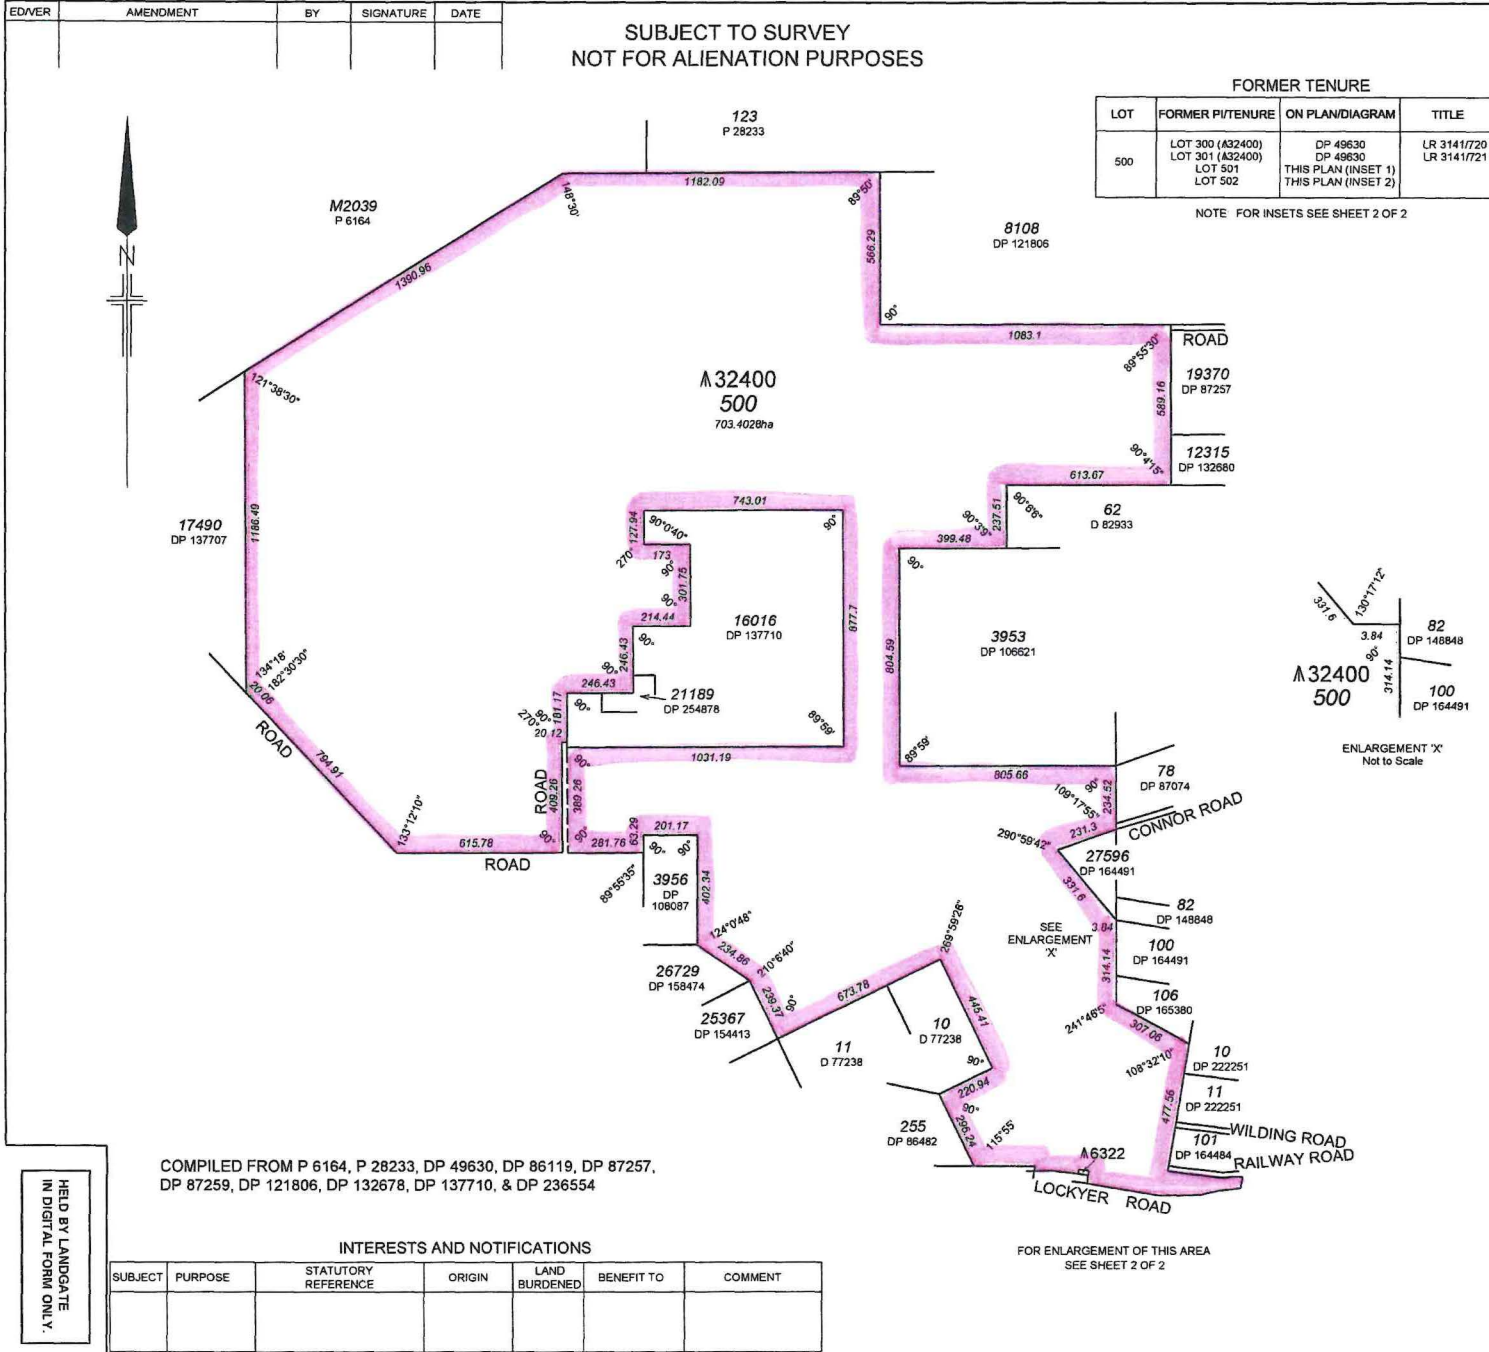 ED/VER AMENDMENT BY SIGNATURE DATE
SUBJECT TO SURVEY
NOT FOR ALIENATION PURPOSES
FORMER TENURE
LOT FORMER PI/TENURE ON PLAN/DIAGRAM TITLE
500
LOT 300 (A32400) DP 49630 LR 3141/720
LOT 301 (A32400) DP 49630 LR 3141/721
LOT 501 THIS PLAN (INSET 1)
LOT 502 THIS PLAN (INSET 2)
NOTE FOR INSETS SEE SHEET 2 OF 2
N
123
P 28233
M2039
P 6164
8108
DP 121806
1182.09
148°30'
89°50'
1390.96
566.29
90°
1083.1
89°55'30"
ROAD
19370
DP 87257
589.16
12315
DP 132680
90°4'15"
613.67
A32400
500
703.4028ha
121°38'30"
1186.49
17490
DP 137707
134°18'
182°30'30"
20.06
ROAD
794.91
133°12'10"
615.78
ROAD
90°
743.01
127.94
90°0'40"
90°
270°
173
90°
301.75
90°
214.44
246.43
90°
90°
246.43
16016
DP 137710
877.7
21189
DP 254878
181.17
90°
90°
270°
20.12
89°59'
1031.19
ROAD
409.26
90°
389.26
90°
281.76
63.29
201.17
90°
90°
89°55'35"
3956
DP
108087
402.34
62
D 82933
90°6'6"
237.51
90°3'9"
399.48
90°
3953
DP 106621
804.59
89°59'
805.66
90°
234.52
109°17'55"
78
DP 87074
CONNOR ROAD
231.3
290°59'42"
27596
DP 164491
331.6
82
DP 148848
3.84
SEE
ENLARGEMENT
'X'
100
DP 164491
314.14
106
DP 165380
241°46'5"
307.06
108°32'10"
10
DP 222251
11
DP 222251
477.56
WILDING ROAD
101
DP 164484
RAILWAY ROAD
331.6
130°17'12"
3.84
82
DP 148848
90°
A32400
500
314.14
100
DP 164491
ENLARGEMENT 'X'
Not to Scale
124°0'48"
234.86
210°6'40"
26729
DP 158474
239.37
90°
25367
DP 154413
673.78
269°59'26"
11
D 77238
10
D 77238
445.41
90°
220.94
90°
255
DP 86482
296.24
115°55'
A6322
LOCKYER ROAD
FOR ENLARGEMENT OF THIS AREA
SEE SHEET 2 OF 2
COMPILED FROM P 6164, P 28233, DP 49630, DP 86119, DP 87257,
DP 87259, DP 121806, DP 132678, DP 137710, & DP 236554
HELD BY LANDGATE
IN DIGITAL FORM ONLY.
INTERESTS AND NOTIFICATIONS
SUBJECT PURPOSE STATUTORY REFERENCE ORIGIN LAND BURDENED BENEFIT TO COMMENT